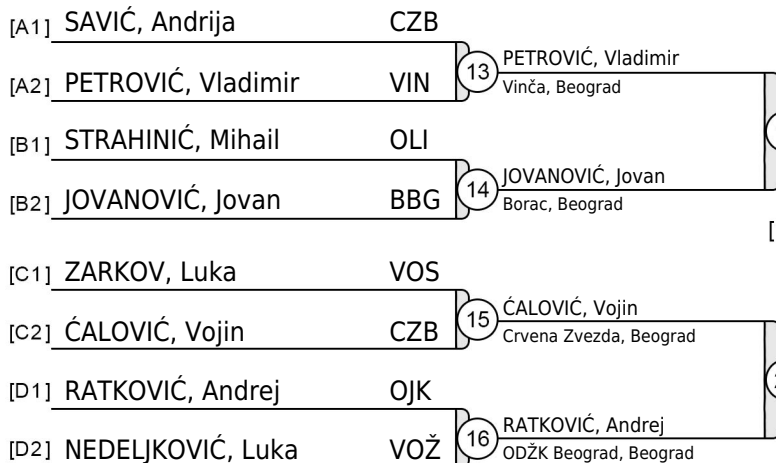 [A1] SAVIĆ, Andrija CZB
13 PETROVIĆ, Vladimir
[A2] PETROVIĆ, Vladimir VIN
Vinča, Beograd
[B1] STRAHINIĆ, Mihail OLI
14 JOVANOVIĆ, Jovan
[B2] JOVANOVIĆ, Jovan BBG
Borac, Beograd
[
[C1] ZARKOV, Luka VOS
15 ĆALOVIĆ, Vojin
[C2] ĆALOVIĆ, Vojin CZB
Crvena Zvezda, Beograd
[D1] RATKOVIĆ, Andrej OJK
16 RATKOVIĆ, Andrej
[D2] NEDELJKOVIĆ, Luka VOŽ
ODŽK Beograd, Beograd